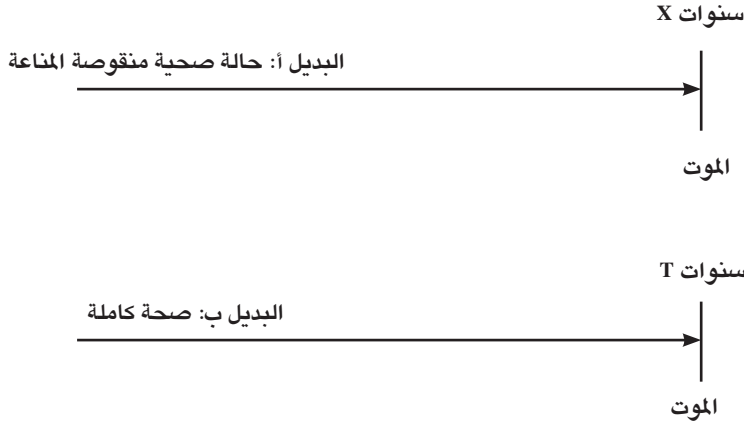 سنوات X
البديل أ: حالة صحية منقوصة المناعة
الموت
سنوات T
البديل ب: صحة كاملة
الموت